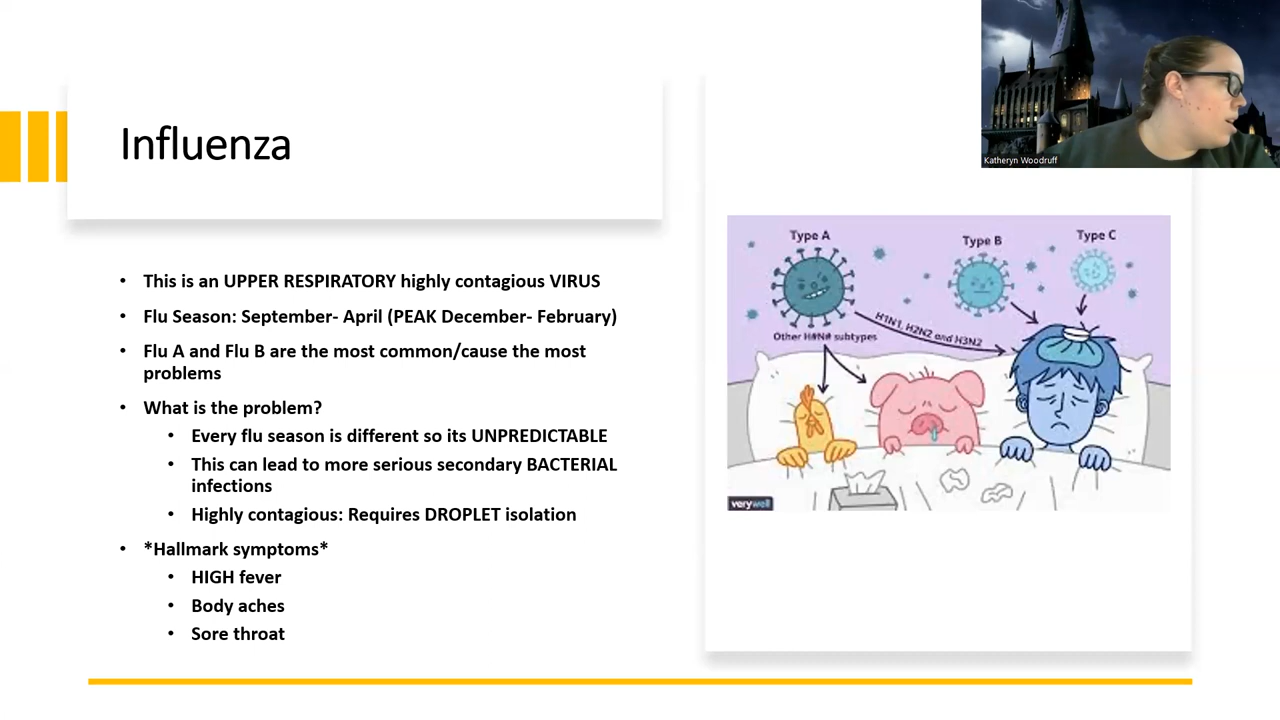 Katheryn Woodruff
Influenza
• This is an UPPER RESPIRATORY highly contagious VIRUS
• Flu Season: September- April (PEAK December- February)
• Flu A and Flu B are the most common/cause the most
problems
• What is the problem?
• Every flu season is different so its UNPREDICTABLE
• This can lead to more serious secondary BACTERIAL
infections
• Highly contagious: Requires DROPLET isolation
• *Hallmark symptoms*
• HIGH fever
• Body aches
• Sore throat
Type A
Type B
Type C
H1N1, H2N2 and H3N2
Other H#N# subtypes
verywell